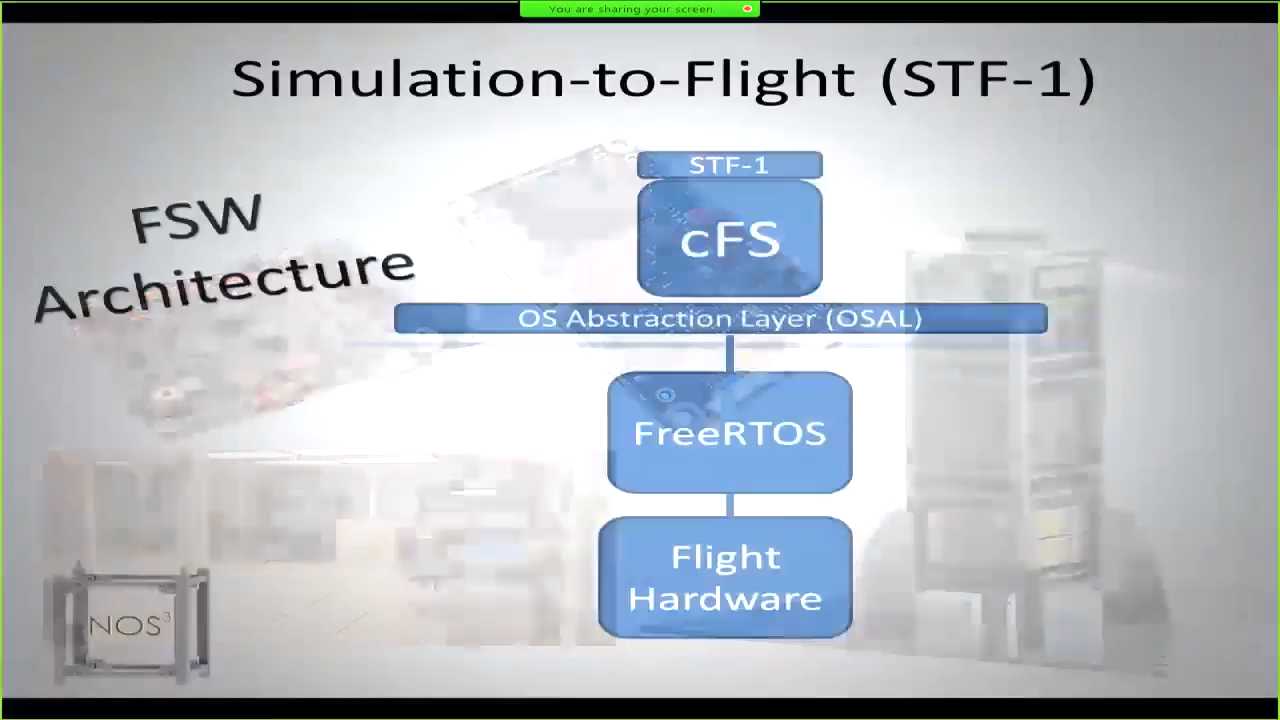 You are sharing your screen.
Simulation-to-Flight (STF-1)
FSW
Architecture
STF-1
cFS
OS Abstraction Layer (OSAL)
FreeRTOS
Flight
Hardware
NOS³